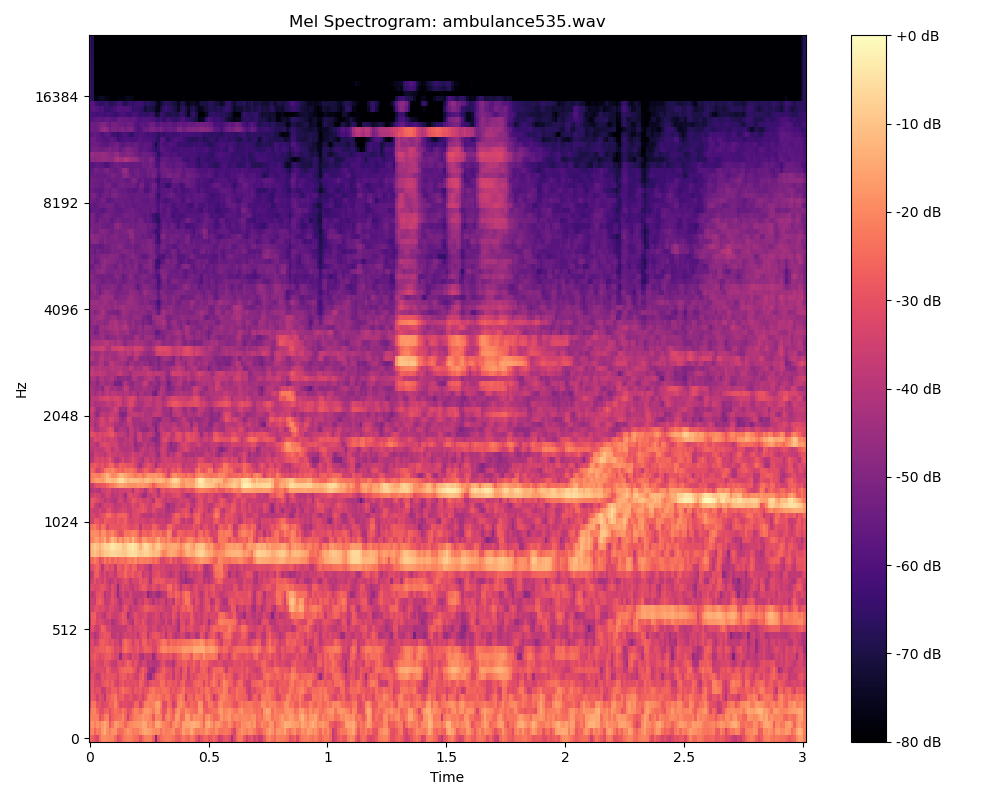 Mel Spectrogram: ambulance535.wav
+0 dB
16384
-10 dB
-20 dB
8192
-30 dB
4096
Hz
-40 dB
2048
-50 dB
1024
-60 dB
512
-70 dB
0
-80 dB
0 0.5 1 1.5 2 2.5 3
Time